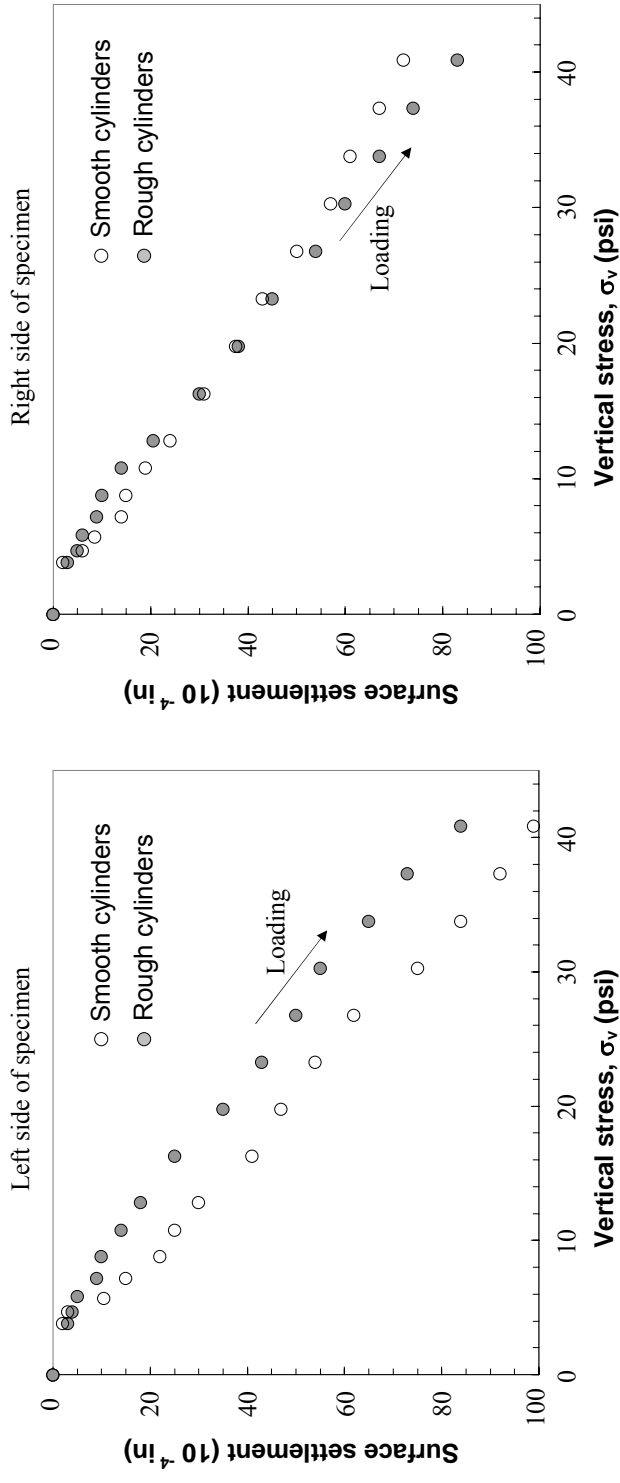 Left side of specimen
Smooth cylinders
Rough cylinders
Loading
Surface settlement (10⁻⁴ in)
0
20
40
60
80
100
0
10
20
30
40
Vertical stress, σᵥ (psi)
Right side of specimen
Smooth cylinders
Rough cylinders
Loading
Surface settlement (10⁻⁴ in)
0
20
40
60
80
100
0
10
20
30
40
Vertical stress, σᵥ (psi)